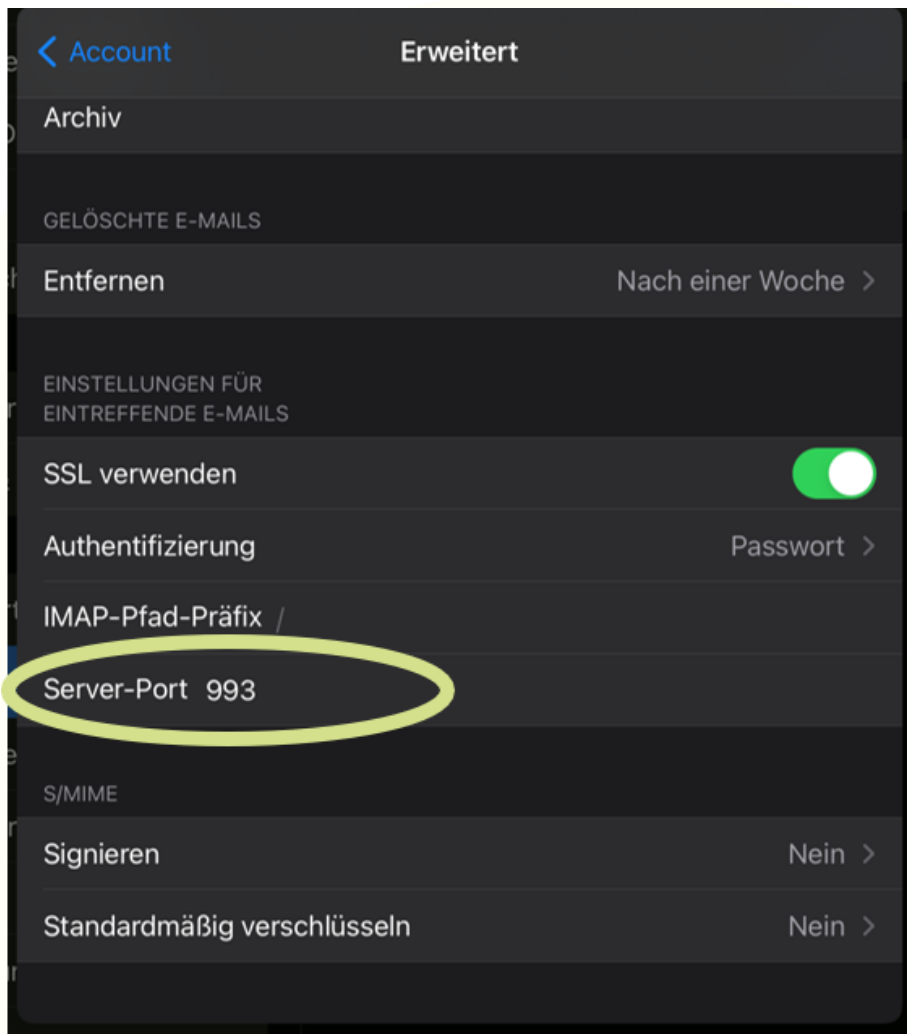 Account
Erweitert
Archiv
GELÖSCHTE E-MAILS
Entfernen Nach einer Woche
EINSTELLUNGEN FÜR
EINTREFFENDE E-MAILS
SSL verwenden
Authentifizierung Passwort
IMAP-Pfad-Präfix /
Server-Port 993
S/MIME
Signieren Nein
Standardmäßig verschlüsseln Nein